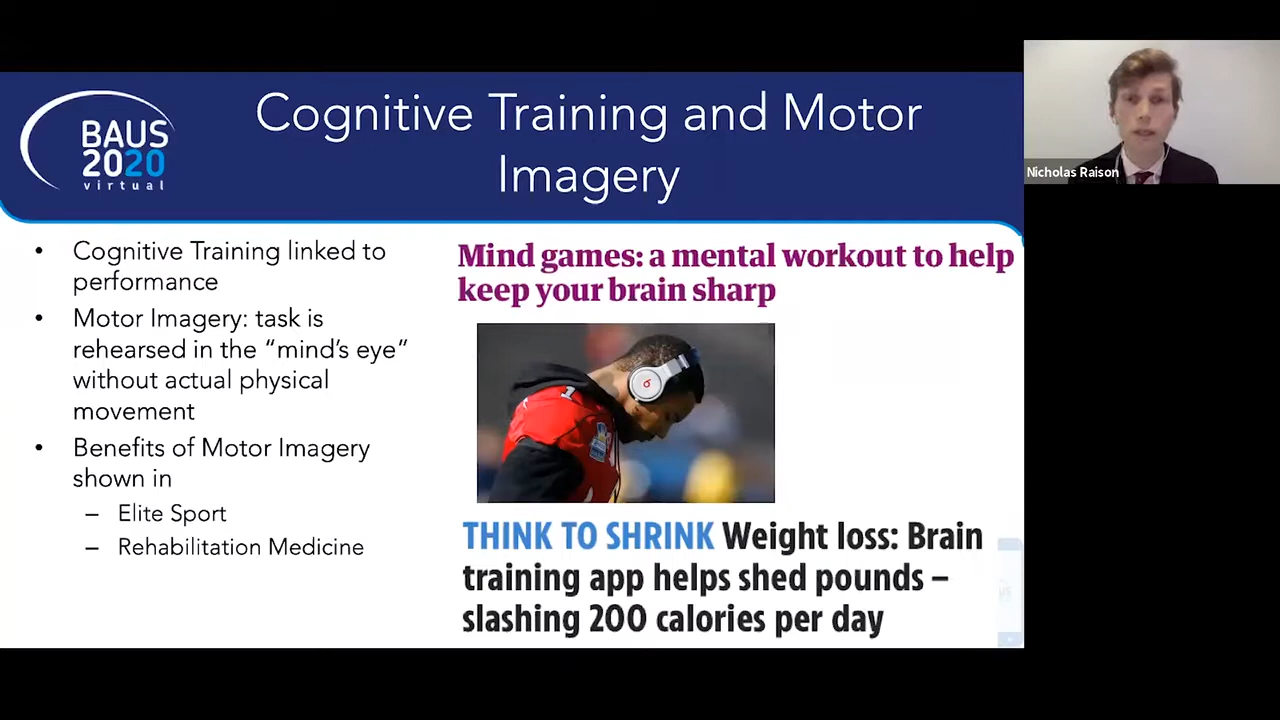 BAUS
2020
virtual
Cognitive Training and Motor
Imagery
Nicholas Raison
• Cognitive Training linked to
performance
• Motor Imagery: task is
rehearsed in the “mind’s eye”
without actual physical
movement
• Benefits of Motor Imagery
shown in
– Elite Sport
– Rehabilitation Medicine
Mind games: a mental workout to help
keep your brain sharp
1
THINK TO SHRINK Weight loss: Brain
training app helps shed pounds –
slashing 200 calories per day